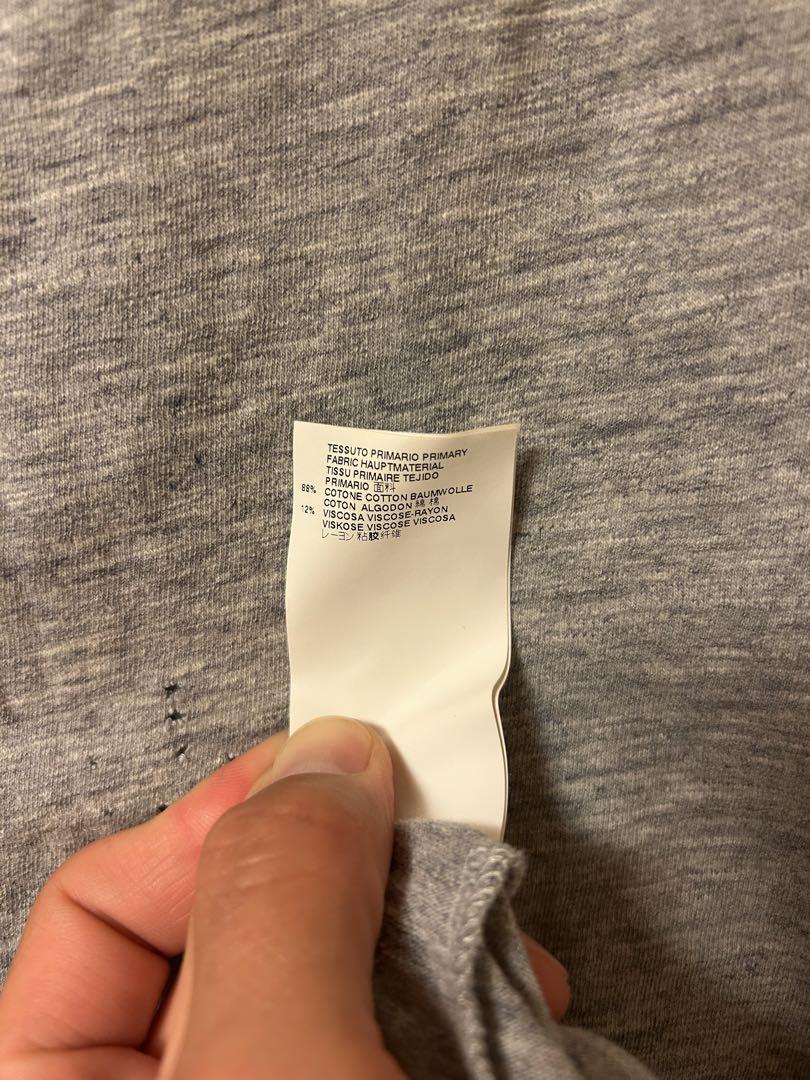 TESSUTO PRIMARIO PRIMARY
FABRIC HAUPTMATERIAL
TISSU PRIMAIRE TEJIDO
PRIMARIO 面料
88% COTONE COTTON BAUMWOLLE
COTON ALGODON 綿 棉
12% VISCOSA VISCOSE-RAYON
VISKOSE VISCOSE VISCOSA
レーヨン 粘胶纤维